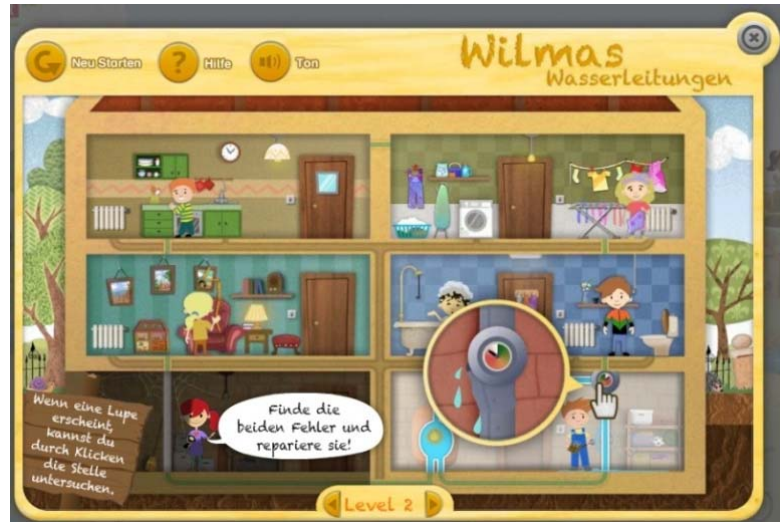 Neu Storten
Hilfe
Ton
Wilmas
Wasserleitungen
Wenn eine Lupe
erscheint,
kannst du
durch Klicken
die Stelle
untersuchen.
Finde die
beiden Fehler und
repariere sie!
Level 2